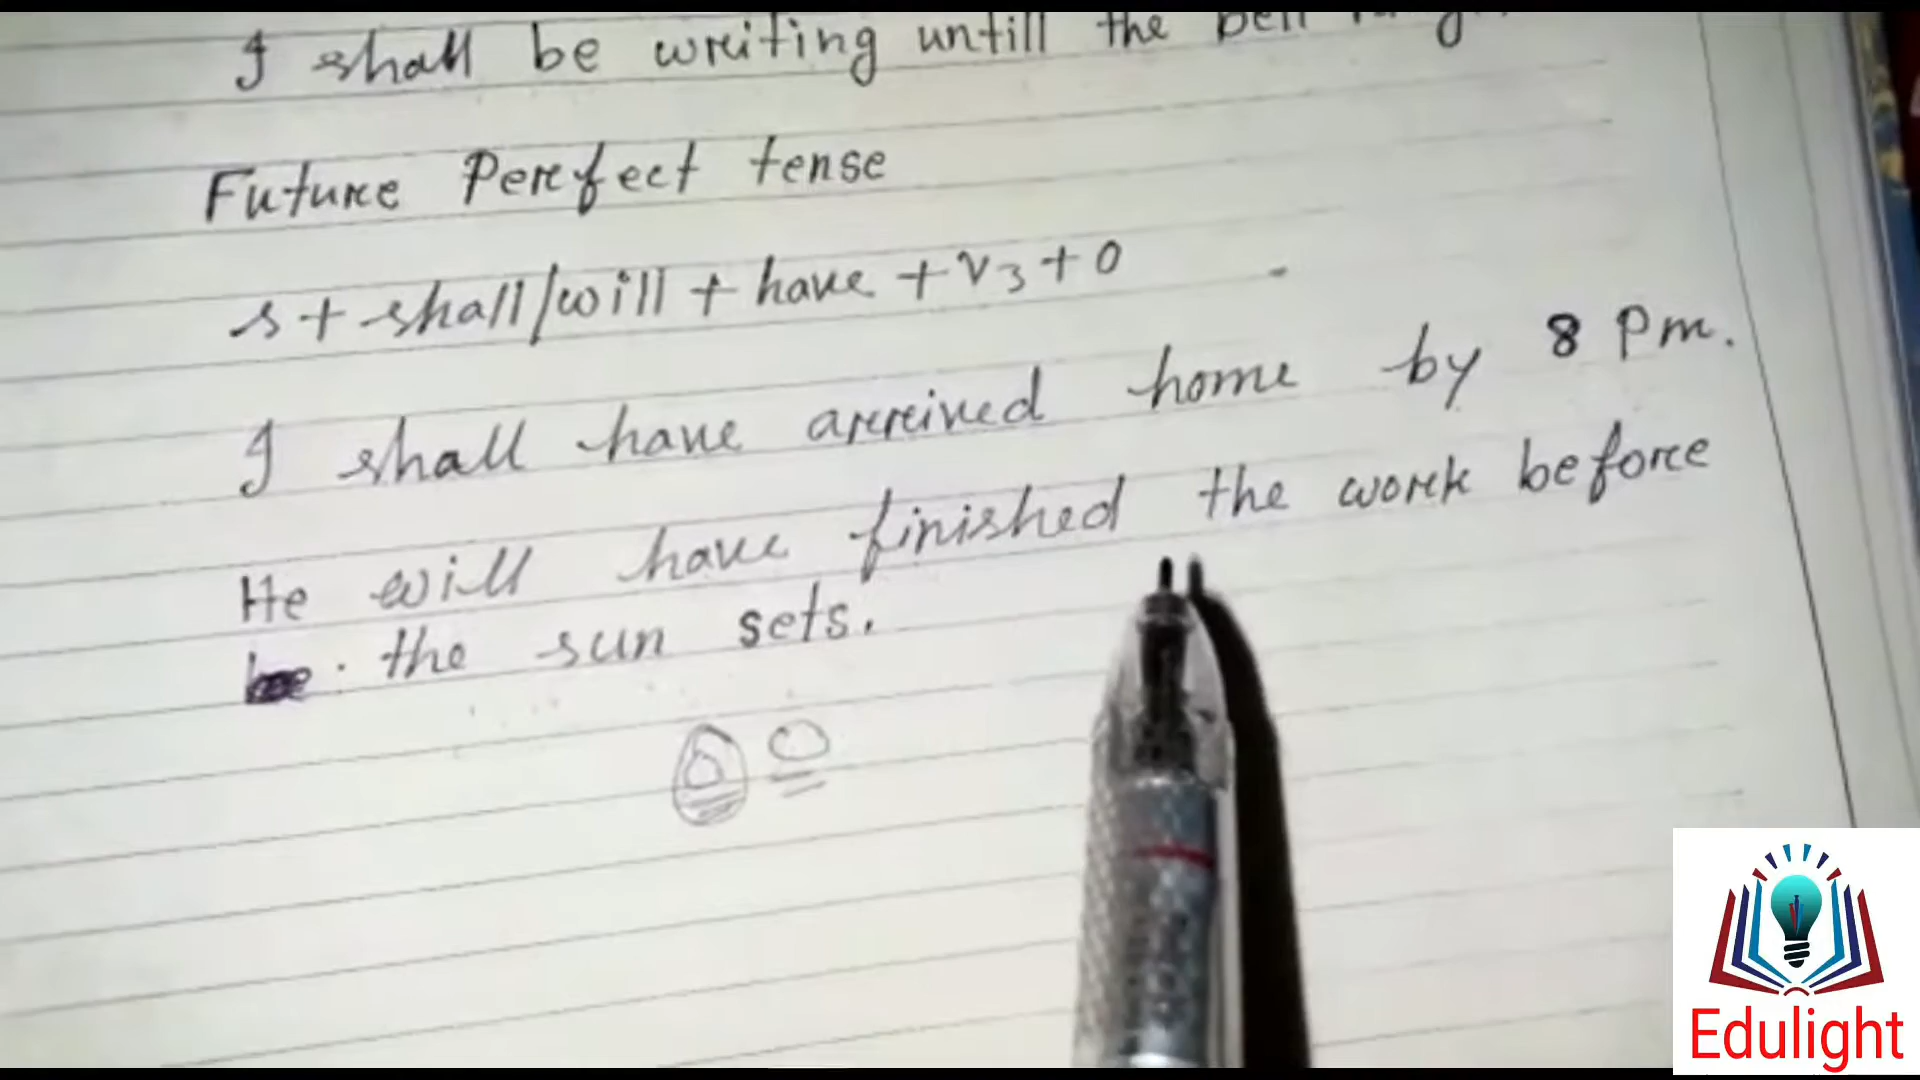 I shall be writing untill the bell
Future Perfect tense
s + shall/will + have + v3 + o
I shall have arrived home by 8 Pm.
He will have finished the work before
the sun sets.
Edulight